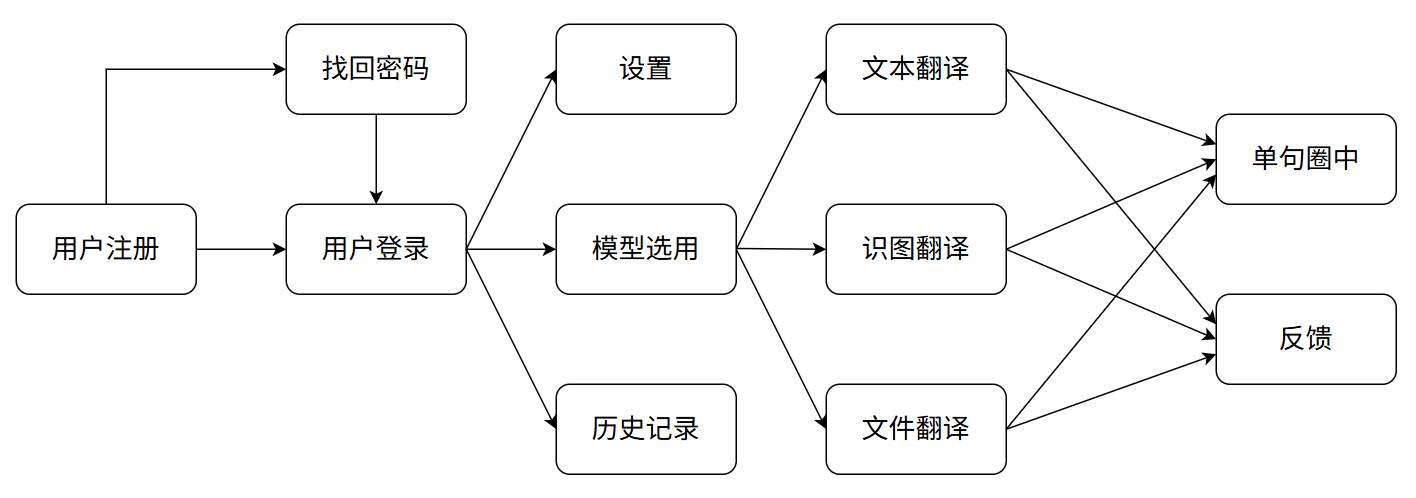 找回密码
设置
文本翻译
单句圈中
用户注册
用户登录
模型选用
识图翻译
反馈
历史记录
文件翻译